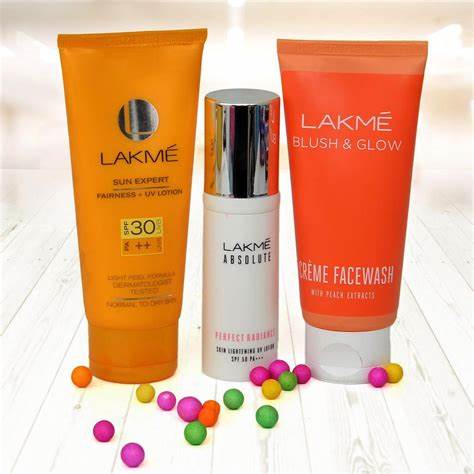 LAKMÉ
SUN EXPERT
FAIRNESS + UV LOTION
PA SPF 30
++
LIGHT FEEL FORMULA
DERMATOLOGIST
TESTED
NORMAL TO DRY SKIN
LAKMÉ
ABSOLUTE
PERFECT RADIANCE
SKIN LIGHTENING UV LOTION
SPF 50 PA+++
LAKMÉ
BLUSH & GLOW
CRÈME FACEWASH
WITH PEACH EXTRACTS